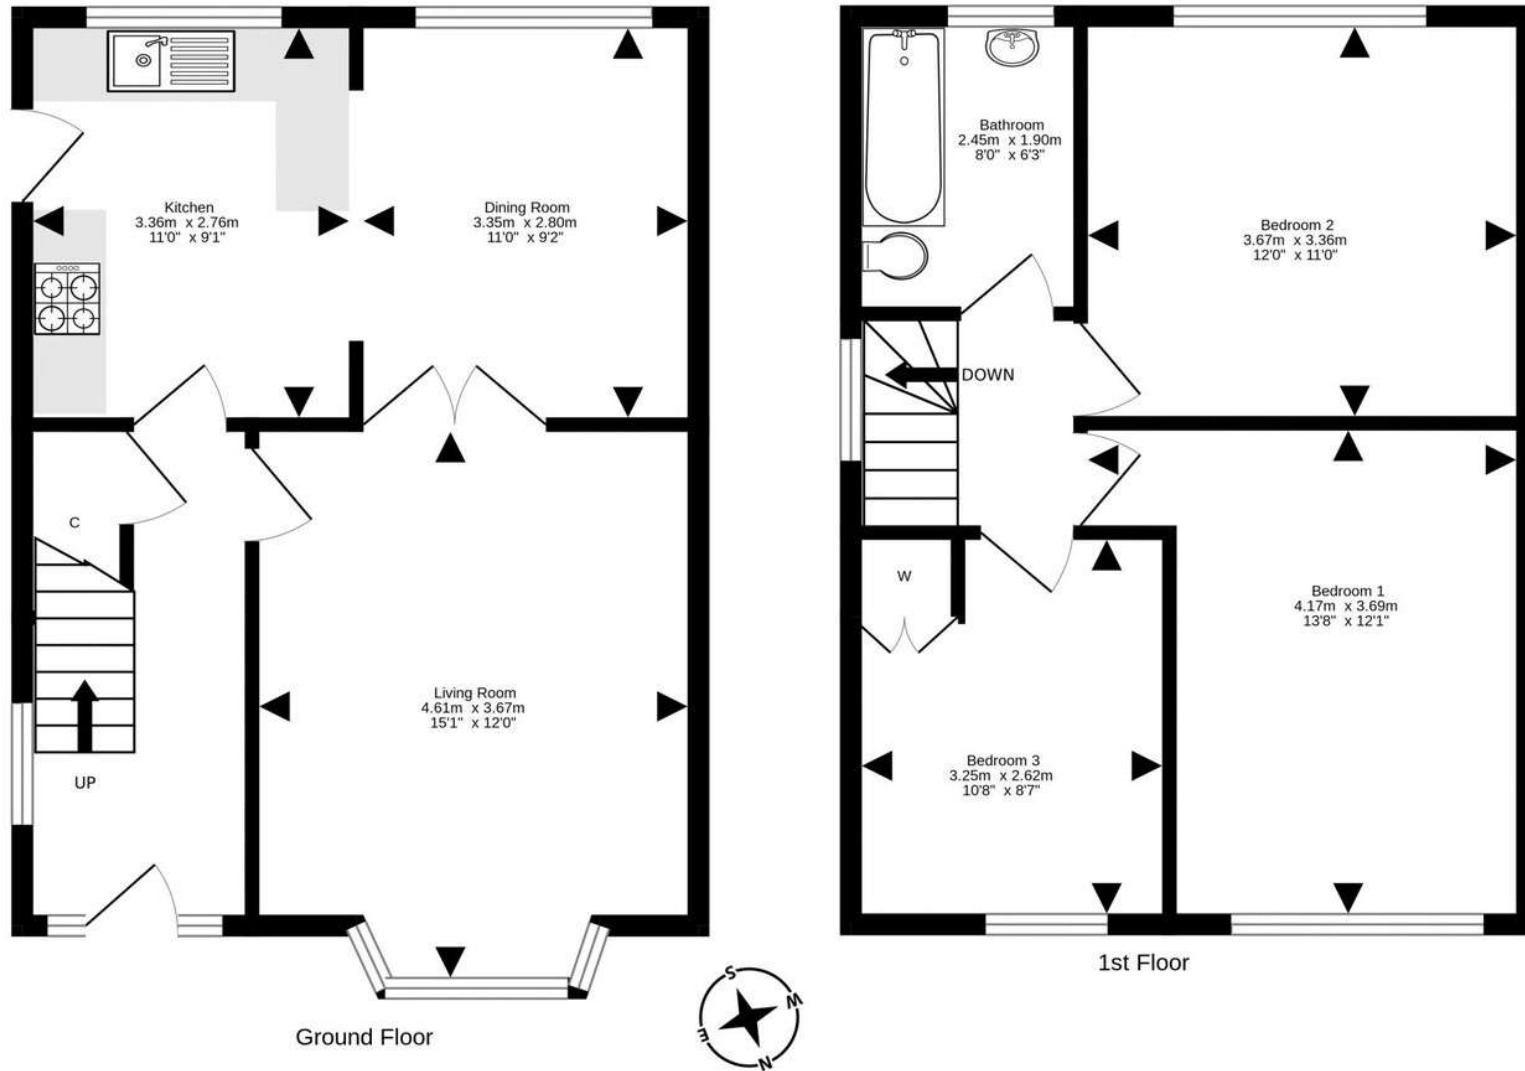 Kitchen
3.36m x 2.76m
11'0" x 9'1"
Dining Room
3.35m x 2.80m
11'0" x 9'2"
C
UP
Living Room
4.61m x 3.67m
15'1" x 12'0"
Ground Floor
Bathroom
2.45m x 1.90m
8'0" x 6'3"
Bedroom 2
3.67m x 3.36m
12'0" x 11'0"
DOWN
W
Bedroom 1
4.17m x 3.69m
13'8" x 12'1"
Bedroom 3
3.25m x 2.62m
10'8" x 8'7"
1st Floor
S
W
E
N